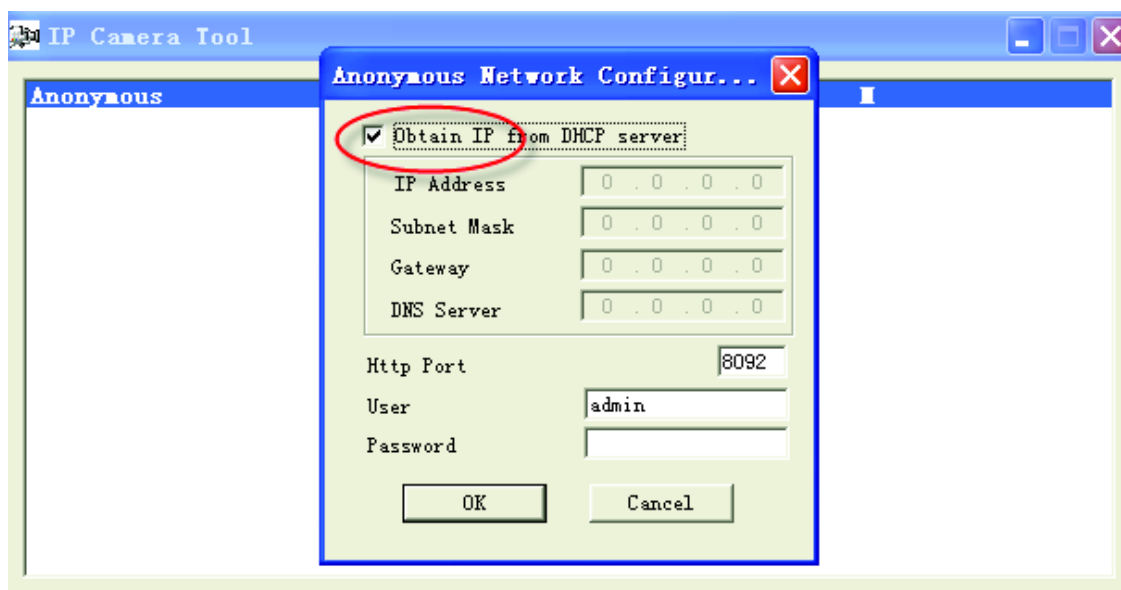 IP Camera Tool
Anonymous Network Configur...
Anonymous
Obtain IP from DHCP server
IP Address 0 . 0 . 0 . 0
Subnet Mask 0 . 0 . 0 . 0
Gateway 0 . 0 . 0 . 0
DNS Server 0 . 0 . 0 . 0
Http Port 8092
User admin
Password
OK Cancel